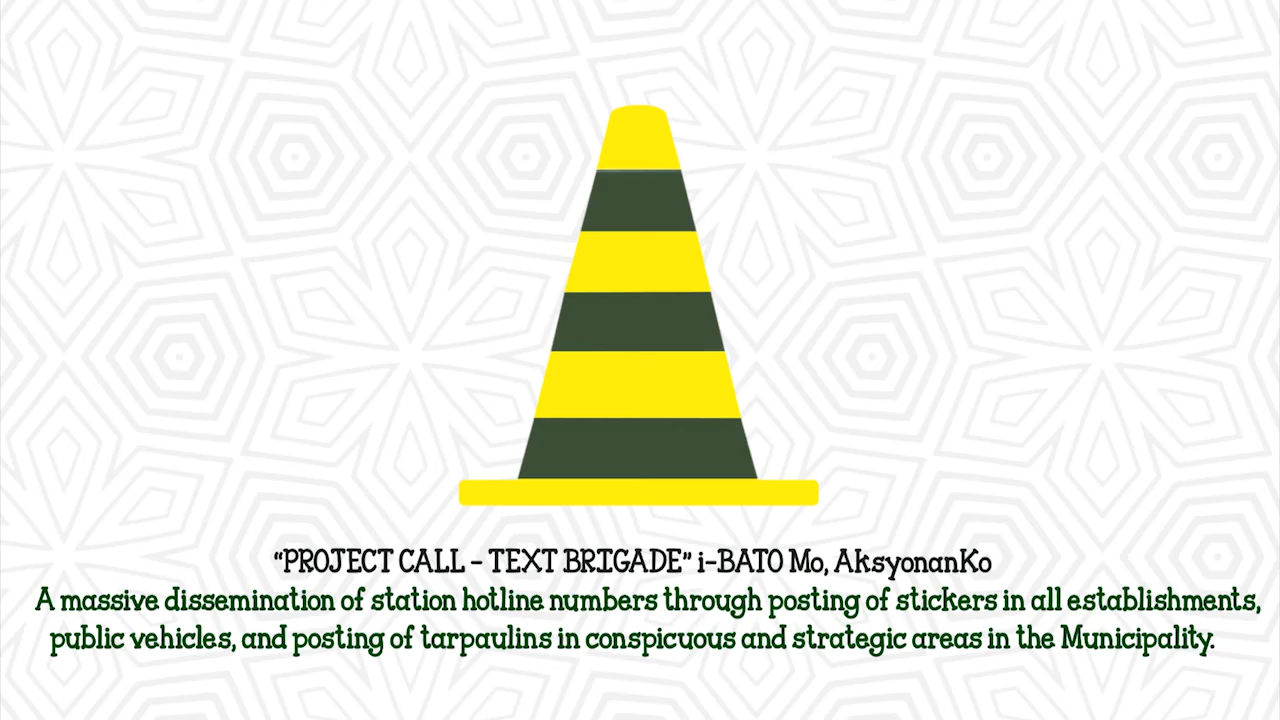 “PROJECT CALL – TEXT BRIGADE” i-BATO Mo, AksyonanKo
A massive dissemination of station hotline numbers through posting of stickers in all establishments,
public vehicles, and posting of tarpaulins in conspicuous and strategic areas in the Municipality.